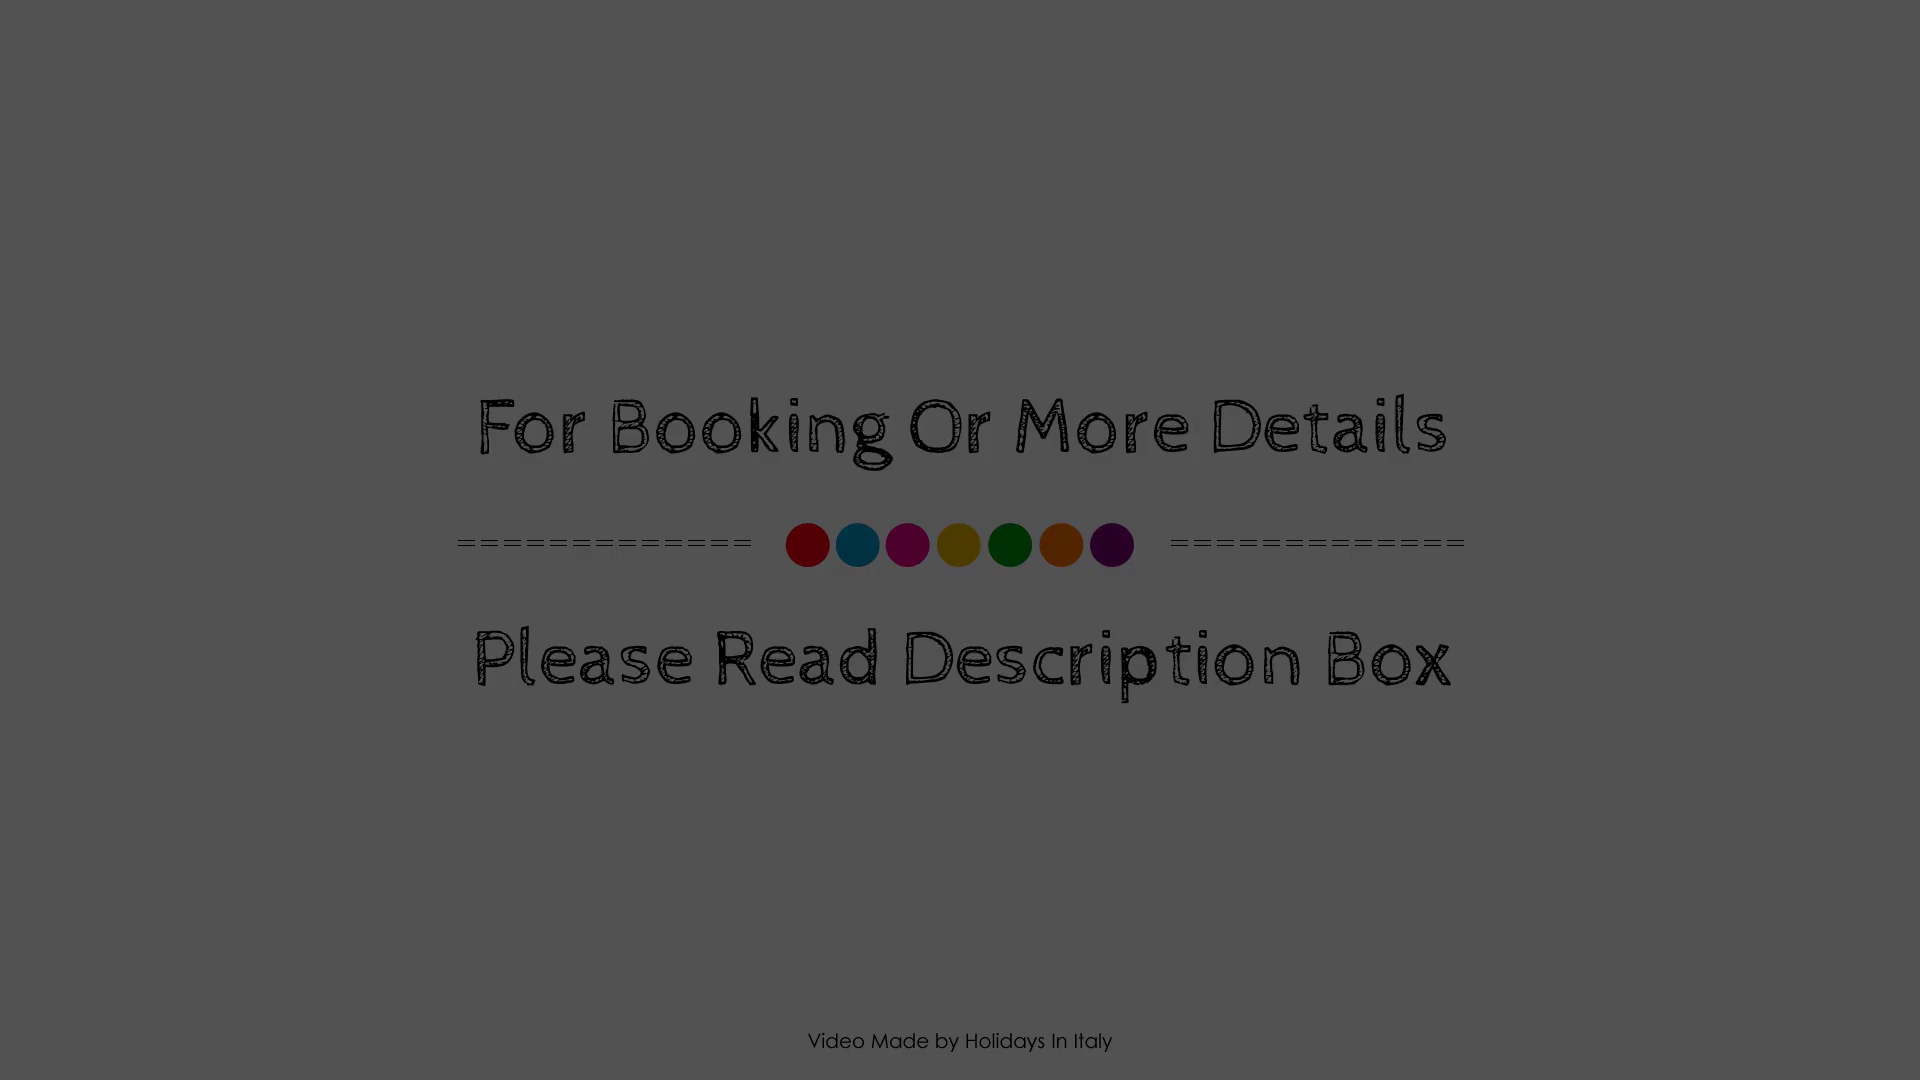 For Booking Or More Details
============= =============
Please Read Description Box
Video Made by Holidays In Italy